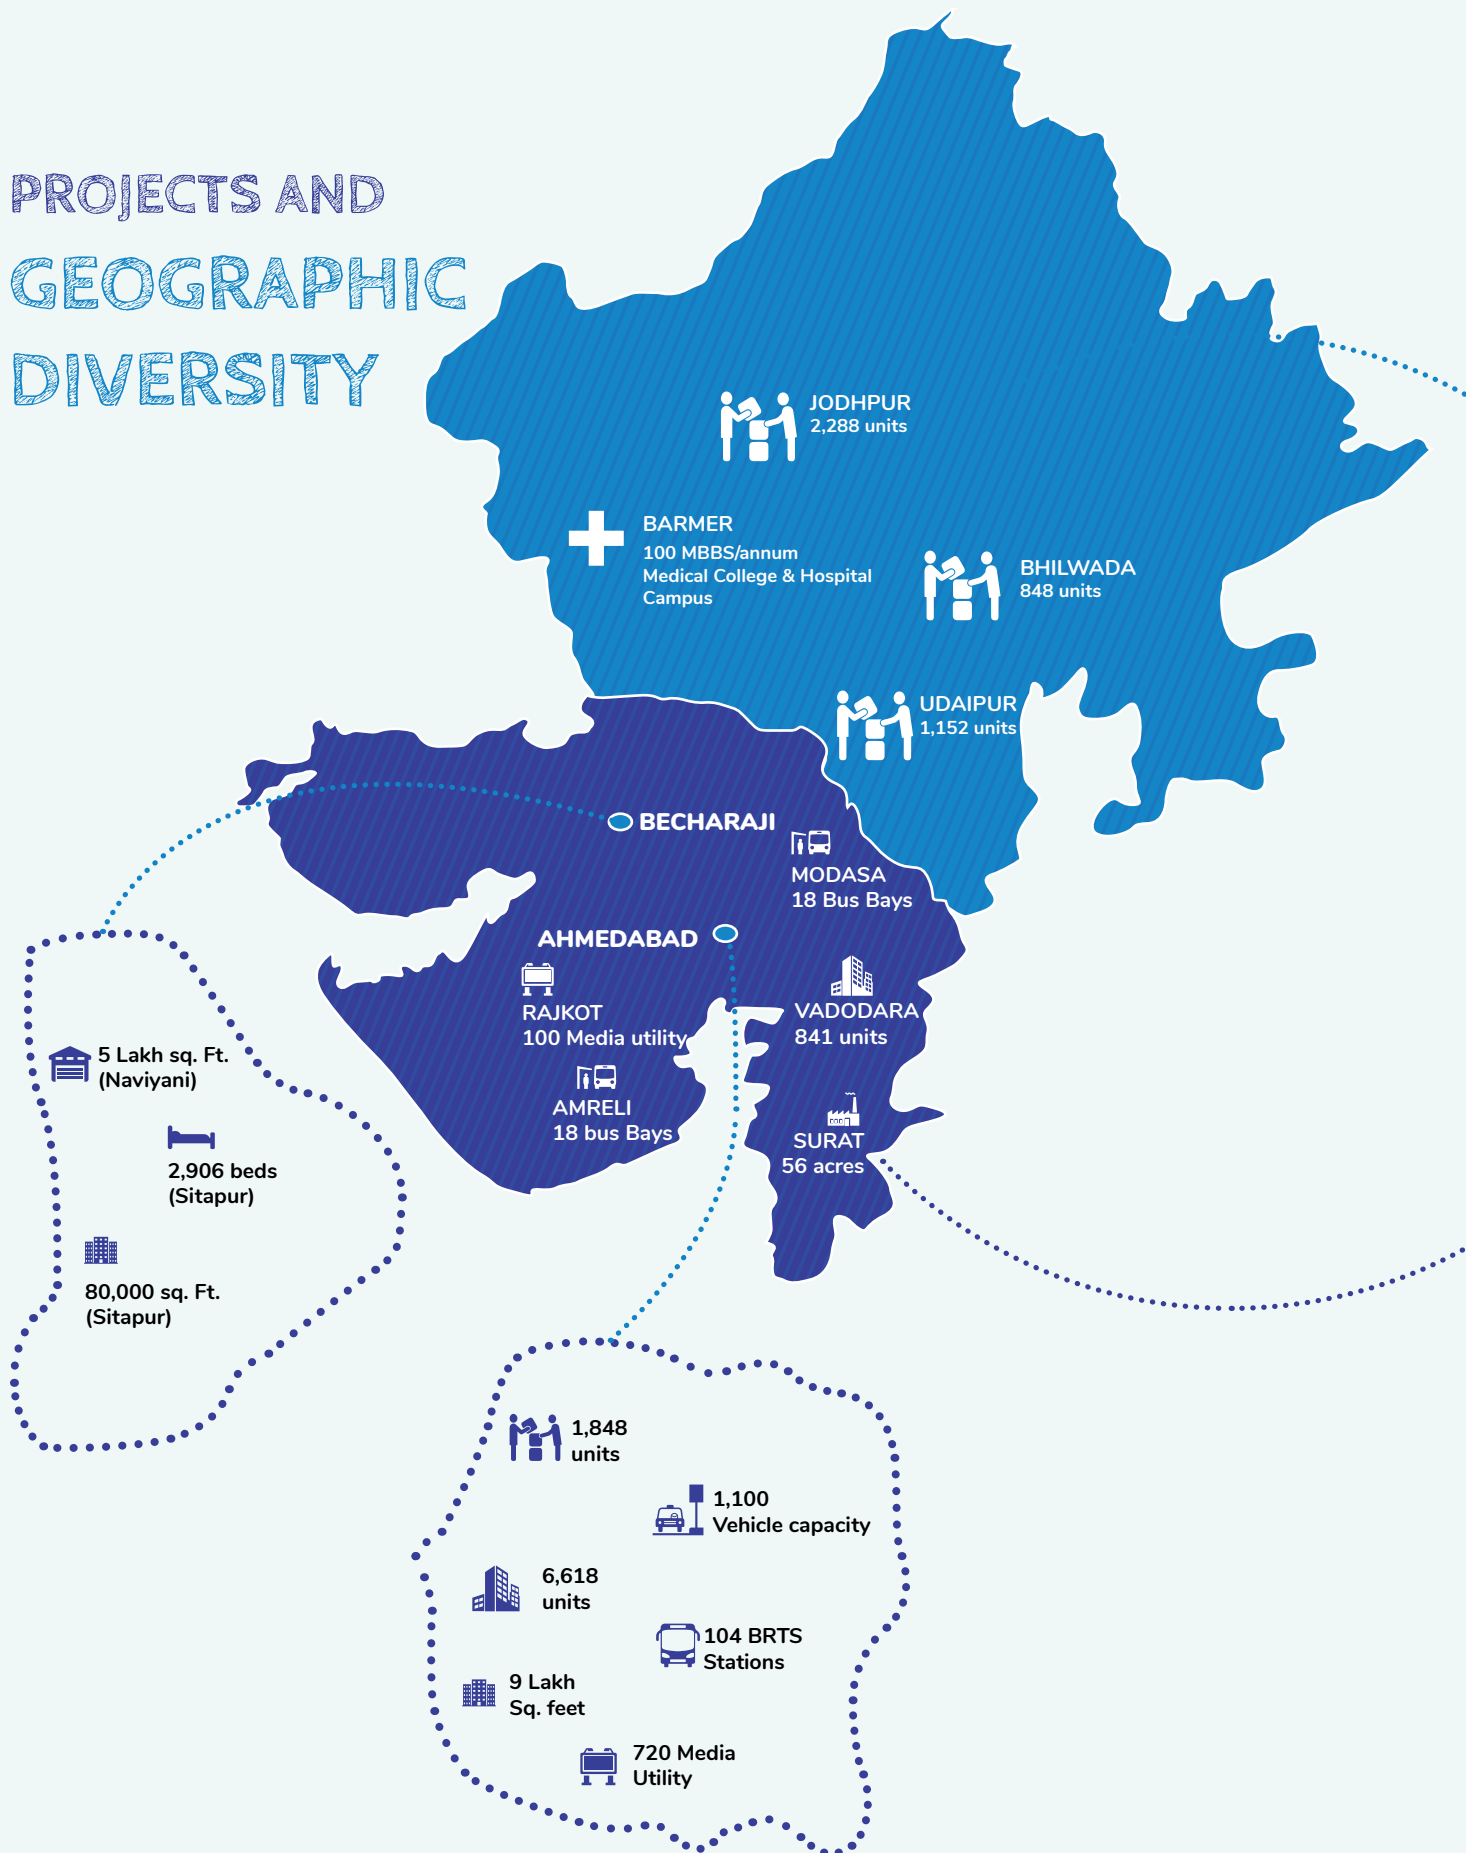 PROJECTS AND
GEOGRAPHIC
DIVERSITY
JODHPUR
2,288 units
BARMER
100 MBBS/annum
Medical College & Hospital
Campus
BHILWADA
848 units
UDAIPUR
1,152 units
BECHARAJI
MODASA
18 Bus Bays
AHMEDABAD
RAJKOT
100 Media utility
VADODARA
841 units
AMRELI
18 bus Bays
SURAT
56 acres
5 Lakh sq. Ft.
(Naviyani)
2,906 beds
(Sitapur)
80,000 sq. Ft.
(Sitapur)
1,848
units
1,100
Vehicle capacity
6,618
units
104 BRTS
Stations
9 Lakh
Sq. feet
720 Media
Utility